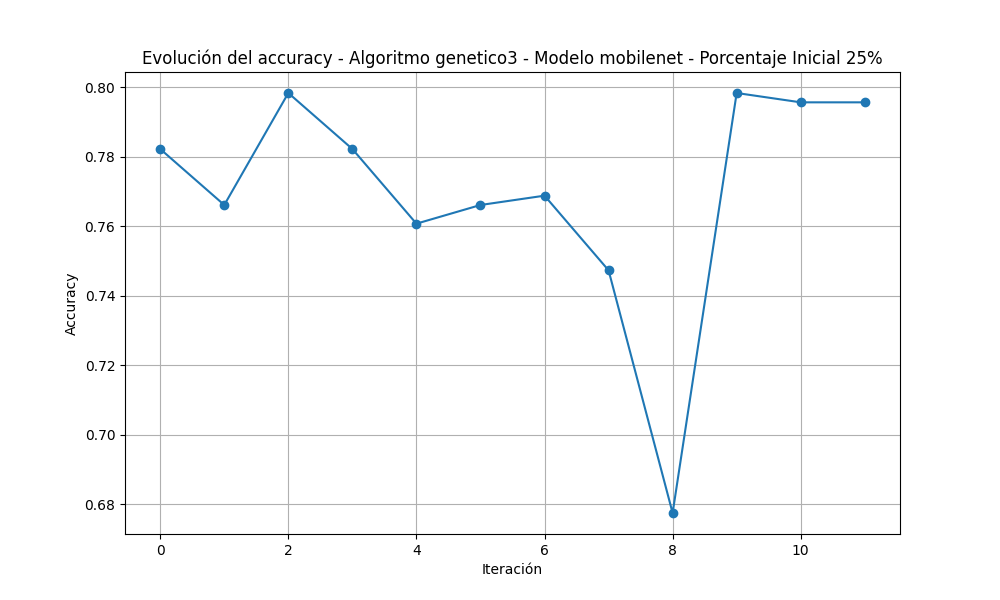 Evolución del accuracy - Algoritmo genetico3 - Modelo mobilenet - Porcentaje Inicial 25%
0.80
0.78
0.76
0.74
0.72
0.70
0.68
Accuracy
0 2 4 6 8 10
Iteración